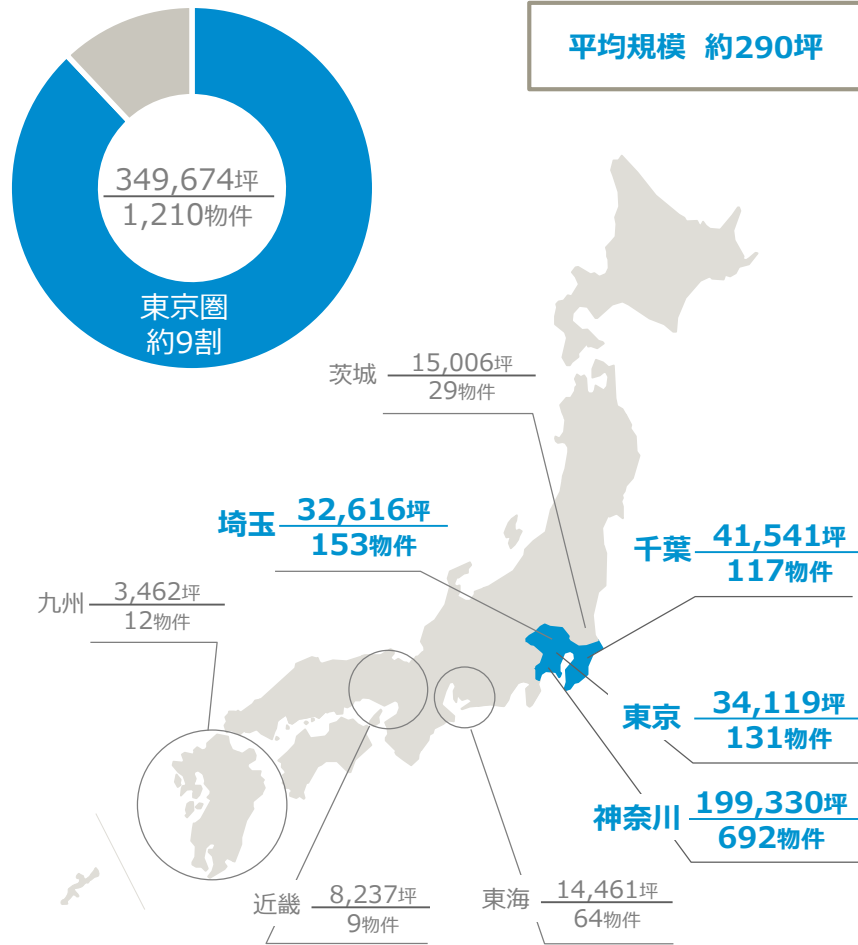 平均規模 約290坪
349,674坪
1,210物件
東京圏
約9割
茨城 15,006坪
29物件
埼玉 32,616坪
153物件
千葉 41,541坪
117物件
九州 3,462坪
12物件
東京 34,119坪
131物件
神奈川 199,330坪
692物件
近畿 8,237坪
9物件
東海 14,461坪
64物件